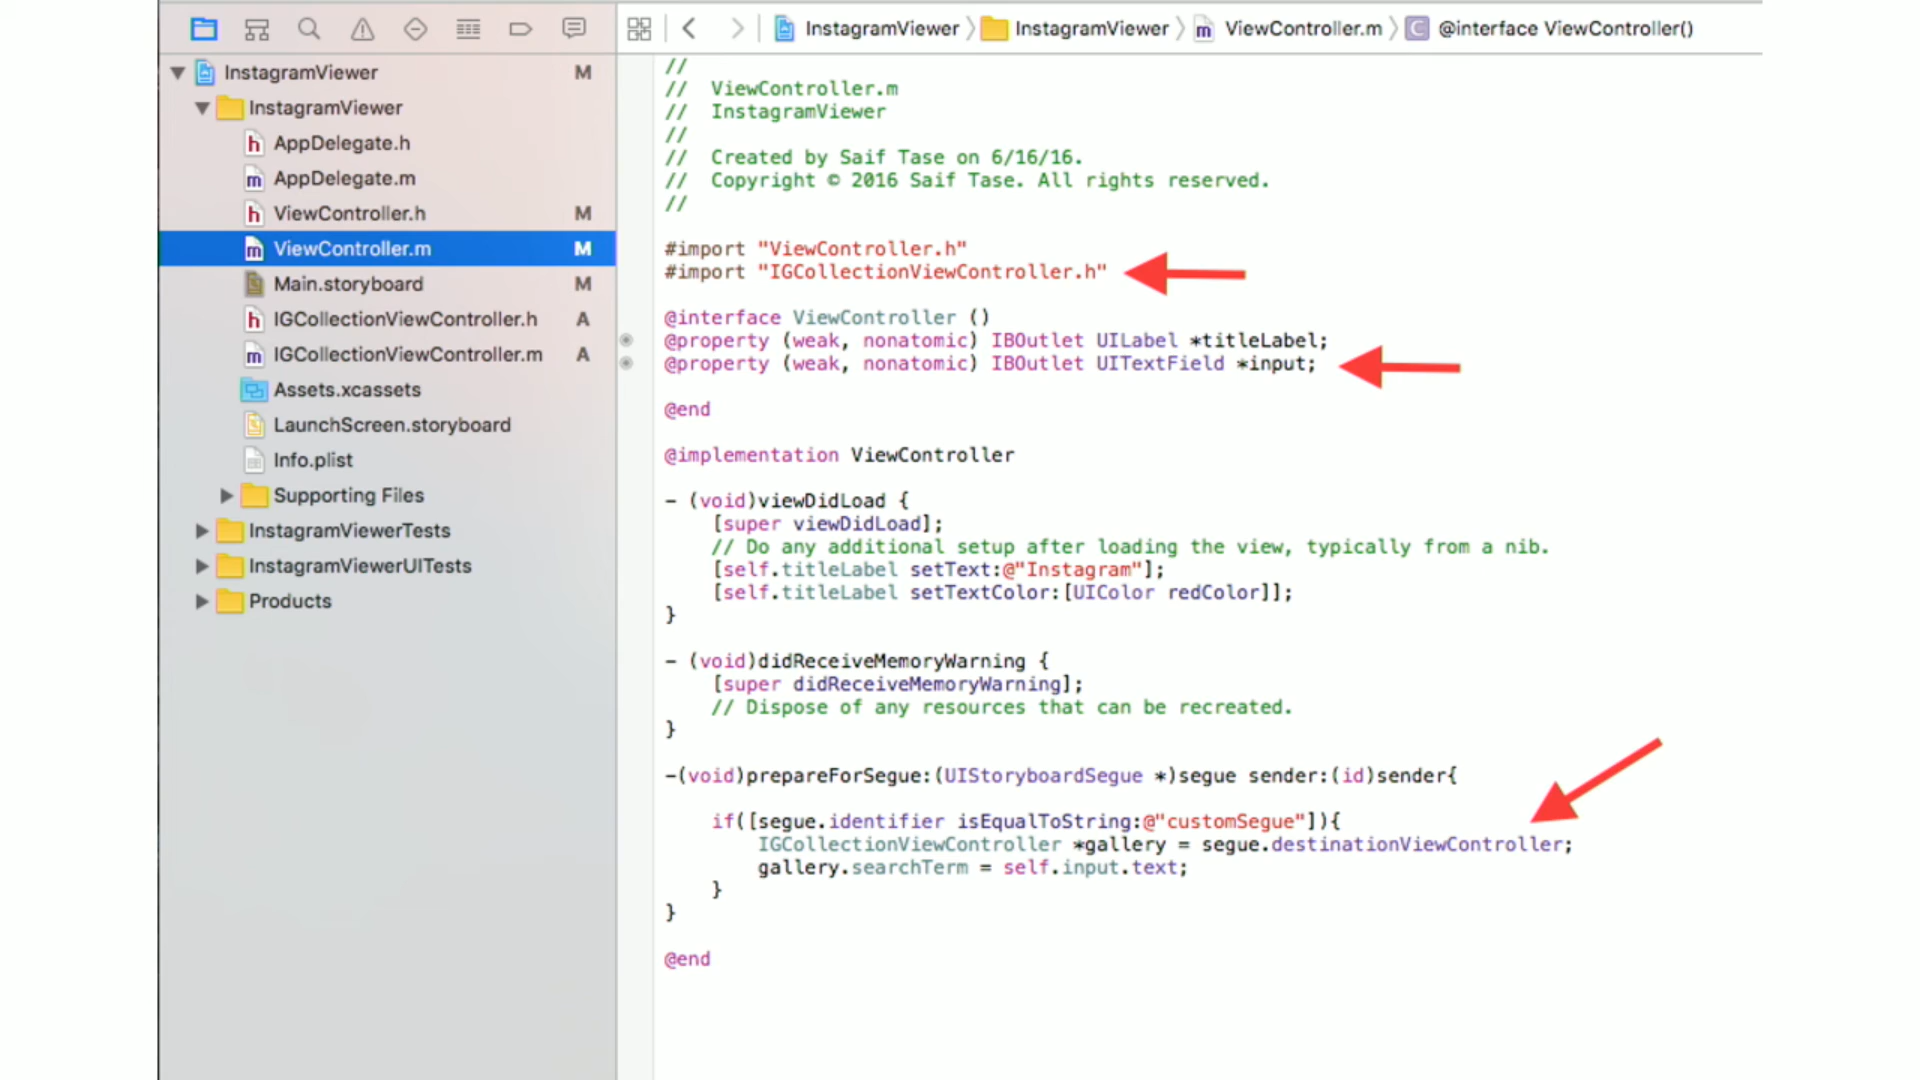 InstagramViewer InstagramViewer ViewController.m C @interface ViewController()
InstagramViewer M
InstagramViewer
h AppDelegate.h
m AppDelegate.m
h ViewController.h M
m ViewController.m M
Main.storyboard M
h IGCollectionViewController.h A
m IGCollectionViewController.m A
Assets.xcassets
LaunchScreen.storyboard
Info.plist
Supporting Files
InstagramViewerTests
InstagramViewerUITests
Products
//
//  ViewController.m
//  InstagramViewer
//
//  Created by Saif Tase on 6/16/16.
//  Copyright © 2016 Saif Tase. All rights reserved.
//
#import "ViewController.h"
#import "IGCollectionViewController.h"
@interface ViewController ()
@property (weak, nonatomic) IBOutlet UILabel *titleLabel;
@property (weak, nonatomic) IBOutlet UITextField *input;
@end
@implementation ViewController
- (void)viewDidLoad {
[super viewDidLoad];
// Do any additional setup after loading the view, typically from a nib.
[self.titleLabel setText:@"Instagram"];
[self.titleLabel setTextColor:[UIColor redColor]];
}
- (void)didReceiveMemoryWarning {
[super didReceiveMemoryWarning];
// Dispose of any resources that can be recreated.
}
-(void)prepareForSegue:(UIStoryboardSegue *)segue sender:(id)sender{
if([segue.identifier isEqualToString:@"customSegue"]){
IGCollectionViewController *gallery = segue.destinationViewController;
gallery.searchTerm = self.input.text;
}
}
@end